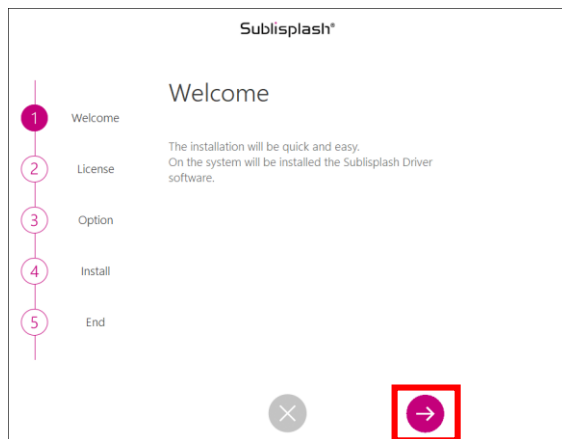 Sublisplash®
Welcome
1 Welcome
The installation will be quick and easy.
On the system will be installed the Sublisplash Driver
software.
2 License
3 Option
4 Install
5 End